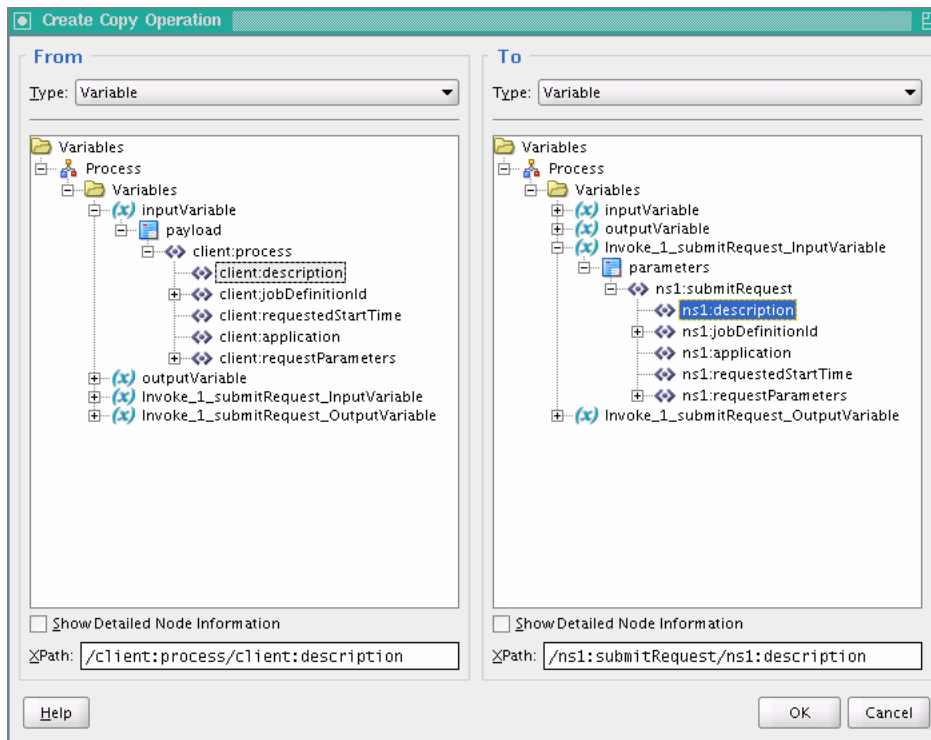 Create Copy Operation
From
Type: Variable
Variables
Process
Variables
(x) inputVariable
payload
client:process
client:description
client:jobDefinitionId
client:requestedStartTime
client:application
client:requestParameters
(x) outputVariable
(x) Invoke_1_submitRequest_InputVariable
(x) Invoke_1_submitRequest_OutputVariable
Show Detailed Node Information
XPath: /client:process/client:description
To
Type: Variable
Variables
Process
Variables
(x) inputVariable
(x) outputVariable
(x) Invoke_1_submitRequest_InputVariable
parameters
ns1:submitRequest
ns1:description
ns1:jobDefinitionId
ns1:application
ns1:requestedStartTime
ns1:requestParameters
(x) Invoke_1_submitRequest_OutputVariable
Show Detailed Node Information
XPath: /ns1:submitRequest/ns1:description
Help
OK
Cancel